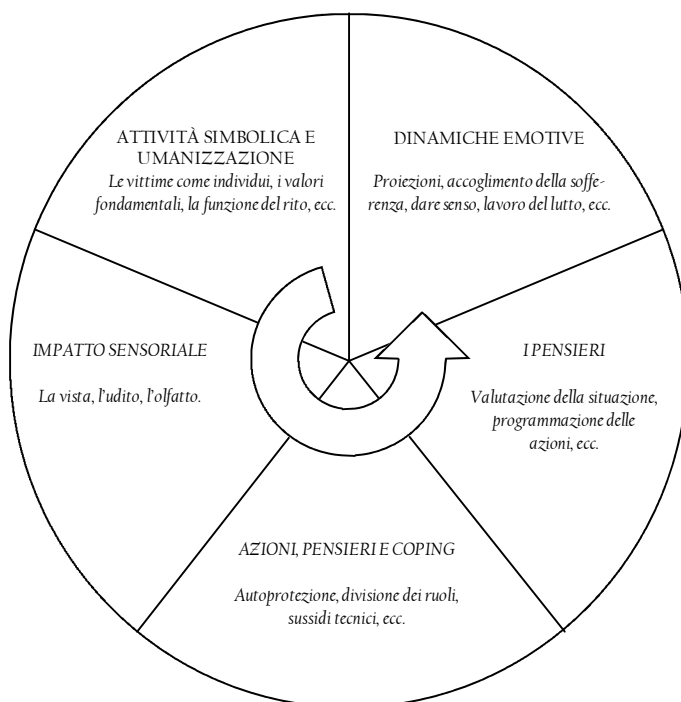 ATTIVITÀ SIMBOLICA E
UMANIZZAZIONE
Le vittime come individui, i valori
fondamentali, la funzione del rito, ecc.
DINAMICHE EMOTIVE
Proiezioni, accoglimento della soffe-
renza, dare senso, lavoro del lutto, ecc.
IMPATTO SENSORIALE
La vista, l'udito, l'olfatto.
I PENSIERI
Valutazione della situazione,
programmazione delle
azioni, ecc.
AZIONI, PENSIERI E COPING
Autoprotezione, divisione dei ruoli,
sussidi tecnici, ecc.